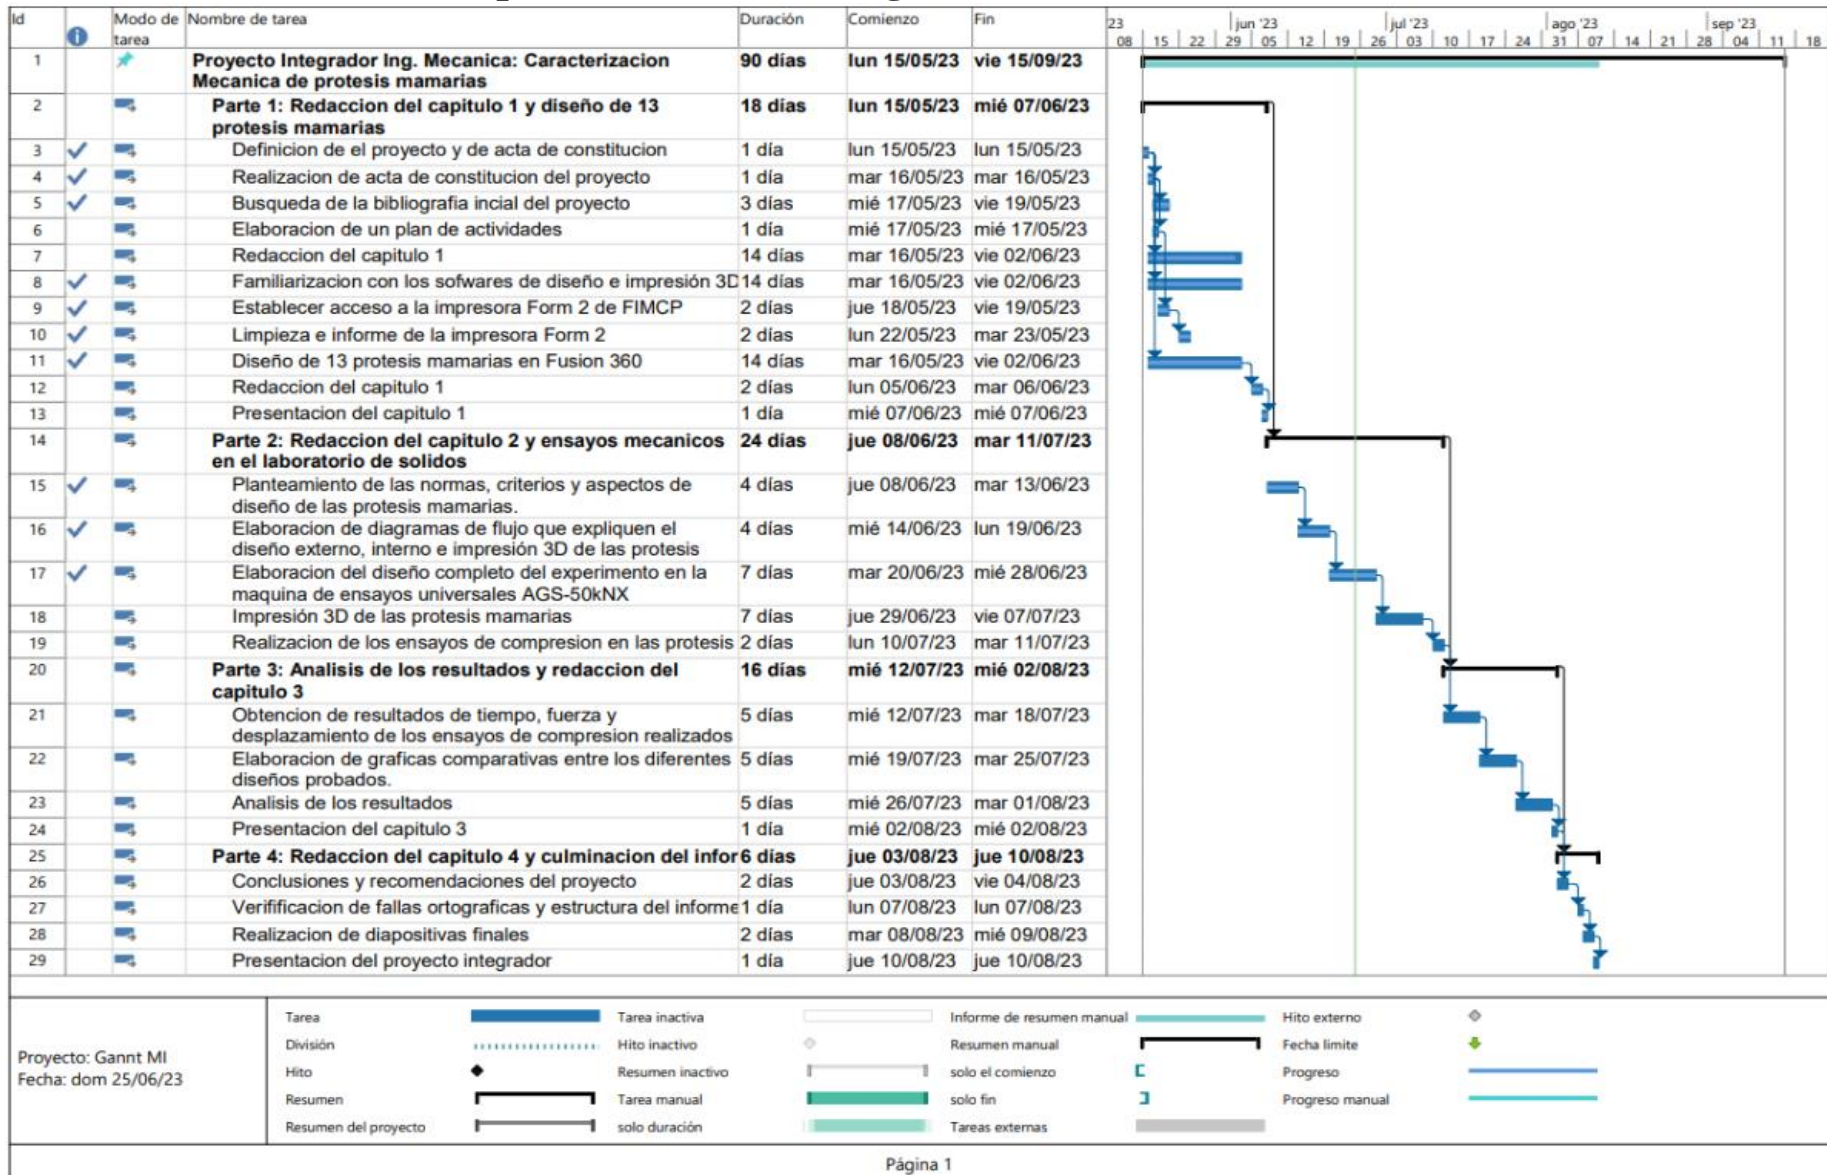 Id Modo de tarea Nombre de tarea Duración Comienzo Fin
23 jun '23 jul '23 ago '23 sep '23
08 15 22 29 05 12 19 26 03 10 17 24 31 07 14 21 28 04 11 18
1 Proyecto Integrador Ing. Mecanica: Caracterizacion 90 días lun 15/05/23 vie 15/09/23
Mecanica de protesis mamarias
2 Parte 1: Redaccion del capitulo 1 y diseño de 13 18 días lun 15/05/23 mié 07/06/23
protesis mamarias
3 Definicion de el proyecto y de acta de constitucion 1 día lun 15/05/23 lun 15/05/23
4 Realizacion de acta de constitucion del proyecto 1 día mar 16/05/23 mar 16/05/23
5 Busqueda de la bibliografia incial del proyecto 3 días mié 17/05/23 vie 19/05/23
6 Elaboracion de un plan de actividades 1 día mié 17/05/23 mié 17/05/23
7 Redaccion del capitulo 1 14 días mar 16/05/23 vie 02/06/23
8 Familiarizacion con los sofwares de diseño e impresión 3D 14 días mar 16/05/23 vie 02/06/23
9 Establecer acceso a la impresora Form 2 de FIMCP 2 días jue 18/05/23 vie 19/05/23
10 Limpieza e informe de la impresora Form 2 2 días lun 22/05/23 mar 23/05/23
11 Diseño de 13 protesis mamarias en Fusion 360 14 días mar 16/05/23 vie 02/06/23
12 Redaccion del capitulo 1 2 días lun 05/06/23 mar 06/06/23
13 Presentacion del capitulo 1 1 día mié 07/06/23 mié 07/06/23
14 Parte 2: Redaccion del capitulo 2 y ensayos mecanicos 24 días jue 08/06/23 mar 11/07/23
en el laboratorio de solidos
15 Planteamiento de las normas, criterios y aspectos de 4 días jue 08/06/23 mar 13/06/23
diseño de las protesis mamarias.
16 Elaboracion de diagramas de flujo que expliquen el 4 días mié 14/06/23 lun 19/06/23
diseño externo, interno e impresión 3D de las protesis
17 Elaboracion del diseño completo del experimento en la 7 días mar 20/06/23 mié 28/06/23
maquina de ensayos universales AGS-50kNX
18 Impresión 3D de las protesis mamarias 7 días jue 29/06/23 vie 07/07/23
19 Realizacion de los ensayos de compresion en las protesis 2 días lun 10/07/23 mar 11/07/23
20 Parte 3: Analisis de los resultados y redaccion del 16 días mié 12/07/23 mié 02/08/23
capitulo 3
21 Obtencion de resultados de tiempo, fuerza y 5 días mié 12/07/23 mar 18/07/23
desplazamiento de los ensayos de compresion realizados
22 Elaboracion de graficas comparativas entre los diferentes 5 días mié 19/07/23 mar 25/07/23
diseños probados.
23 Analisis de los resultados 5 días mié 26/07/23 mar 01/08/23
24 Presentacion del capitulo 3 1 día mié 02/08/23 mié 02/08/23
25 Parte 4: Redaccion del capitulo 4 y culminacion del infor 6 días jue 03/08/23 jue 10/08/23
26 Conclusiones y recomendaciones del proyecto 2 días jue 03/08/23 vie 04/08/23
27 Verifificacion de fallas ortograficas y estructura del informe 1 día lun 07/08/23 lun 07/08/23
28 Realizacion de diapositivas finales 2 días mar 08/08/23 mié 09/08/23
29 Presentacion del proyecto integrador 1 día jue 10/08/23 jue 10/08/23
Proyecto: Gannt MI
Fecha: dom 25/06/23
Tarea Tarea inactiva Informe de resumen manual Hito externo
División Hito inactivo Resumen manual Fecha límite
Hito Resumen inactivo solo el comienzo Progreso
Resumen Tarea manual solo fin Progreso manual
Resumen del proyecto solo duración Tareas externas
Página 1